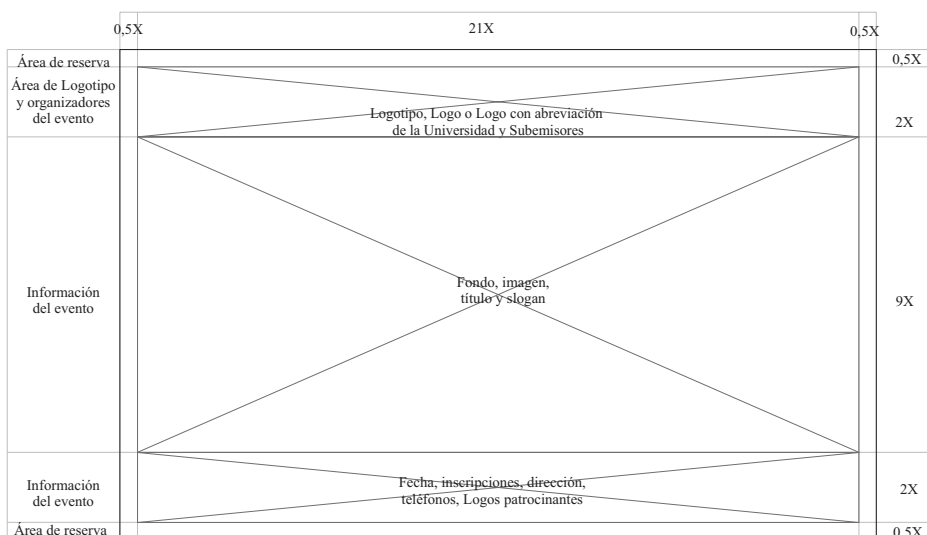 0,5X
21X
0,5X
Área de reserva
0,5X
Área de Logotipo
y organizadores
del evento
Logotipo, Logo o Logo con abreviación
de la Universidad y Subemisores
2X
Información
del evento
Fondo, imagen,
título y slogan
9X
Información
del evento
Fecha, inscripciones, dirección,
teléfonos, Logos patrocinantes
2X
Área de reserva
0,5X